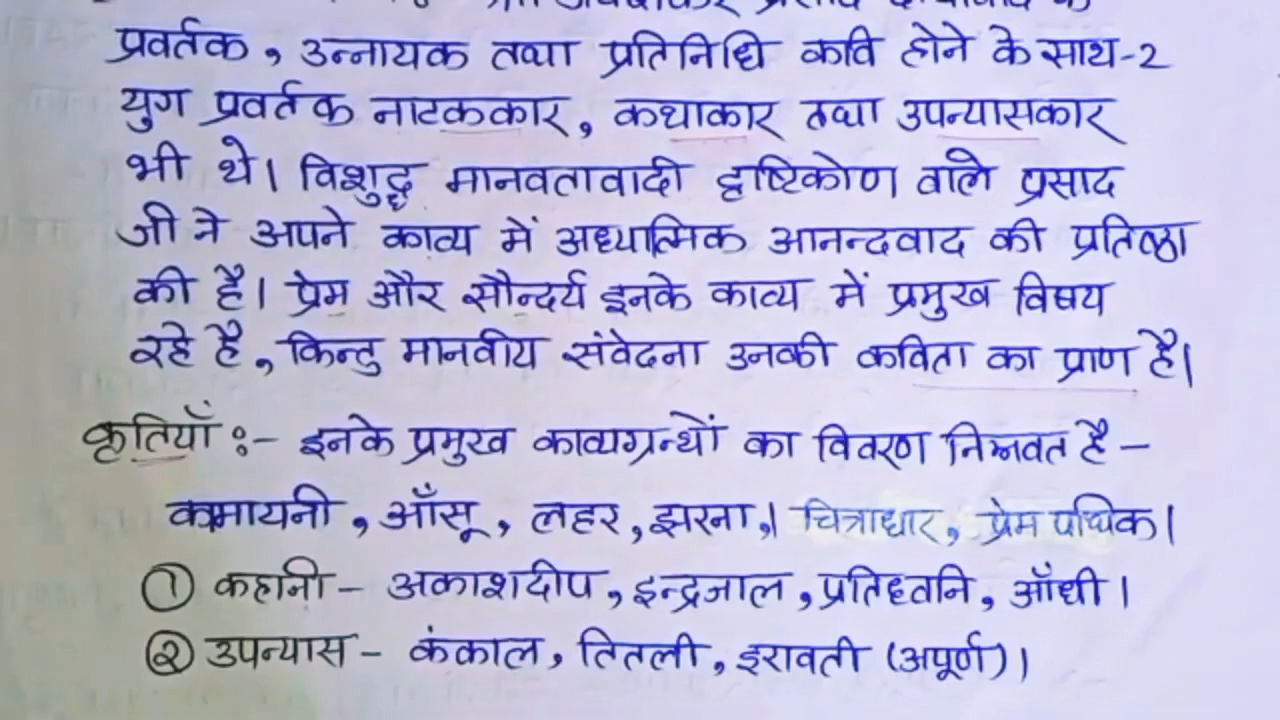 प्रवर्तक, उन्नायक तथा प्रतिनिधि कवि होने के साथ-2
युग प्रवर्तक नाटककार, कथाकार तथा उपन्यासकार
भी थे। विशुद्ध मानवतावादी दृष्टिकोण वाले प्रसाद
जी ने अपने काव्य में अध्यात्मिक आनन्दवाद की प्रतिष्ठा
की है। प्रेम और सौन्दर्य इनके काव्य में प्रमुख विषय
रहे है, किन्तु मानवीय संवेदना उनकी कविता का प्राण है।
कृतियाँ :- इनके प्रमुख काव्यग्रन्थों का विवरण निम्नवत है -
कामायनी, आँसू, लहर, झरना,। चित्राधार, प्रेम पथिक।
① कहानी - अकाशदीप, इन्द्रजाल, प्रतिध्वनि, आँधी।
② उपन्यास - कंकाल, तितली, इरावती (अपूर्ण)।